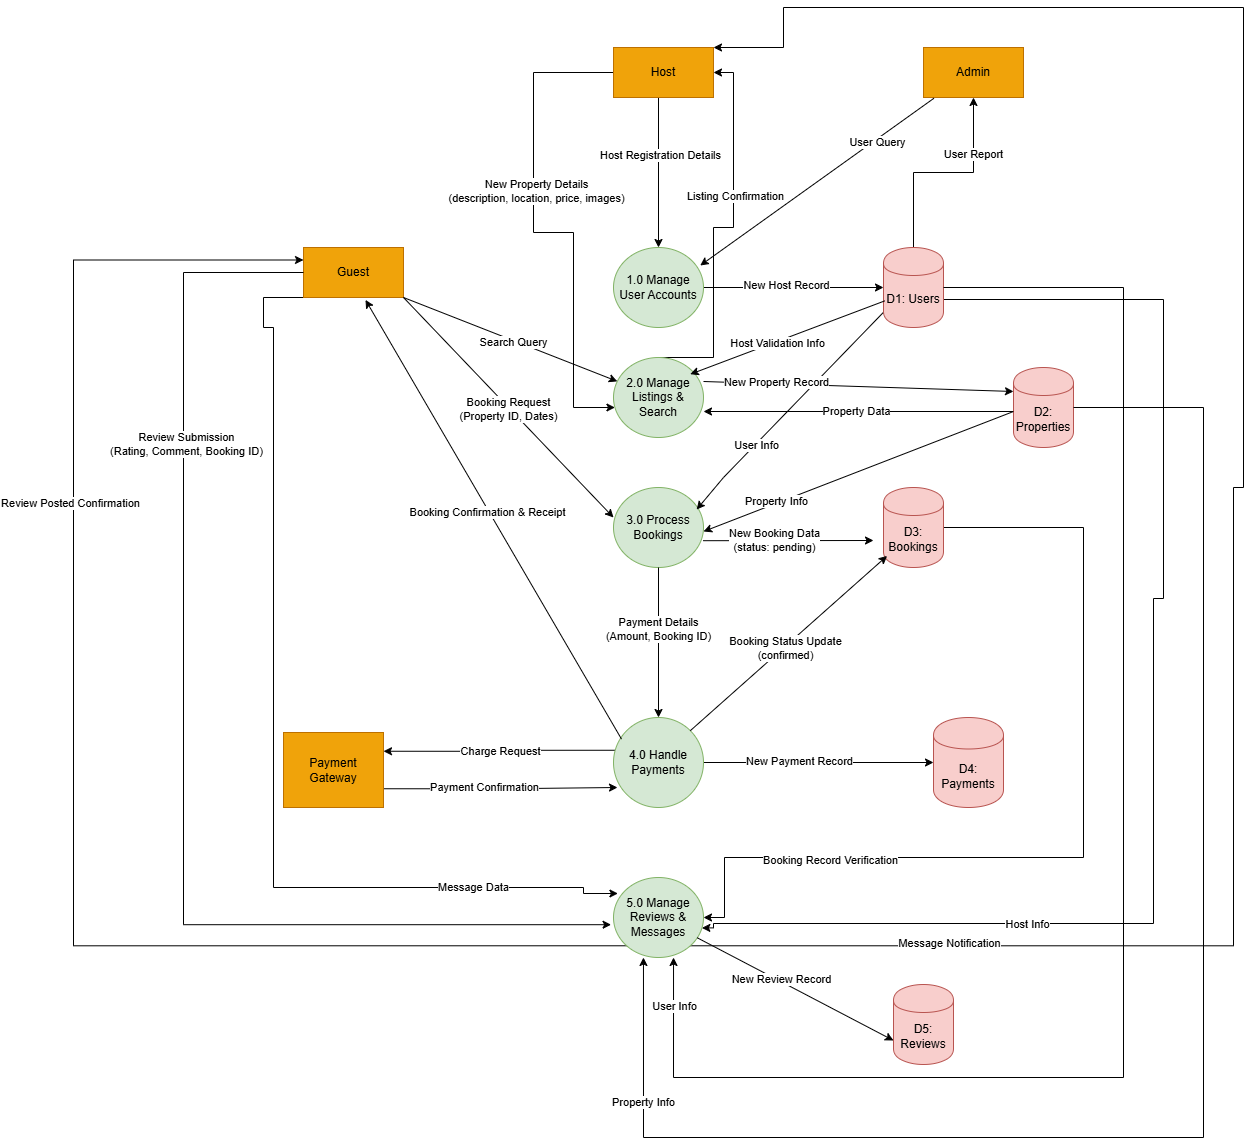 Host
Admin
User Query
Host Registration Details
User Report
New Property Details
(description, location, price, images)
Listing Confirmation
Guest
1.0 Manage
User Accounts
New Host Record
D1: Users
Search Query
Host Validation Info
2.0 Manage
Listings &
Search
New Property Record
Property Data
D2:
Properties
Booking Request
(Property ID, Dates)
Review Submission
(Rating, Comment, Booking ID)
User Info
Review Posted Confirmation
Booking Confirmation & Receipt
Property Info
3.0 Process
Bookings
New Booking Data
(status: pending)
D3:
Bookings
Payment Details
(Amount, Booking ID)
Booking Status Update
(confirmed)
Payment
Gateway
Charge Request
Payment Confirmation
4.0 Handle
Payments
New Payment Record
D4:
Payments
Booking Record Verification
Message Data
5.0 Manage
Reviews &
Messages
Host Info
Message Notification
New Review Record
User Info
D5:
Reviews
Property Info